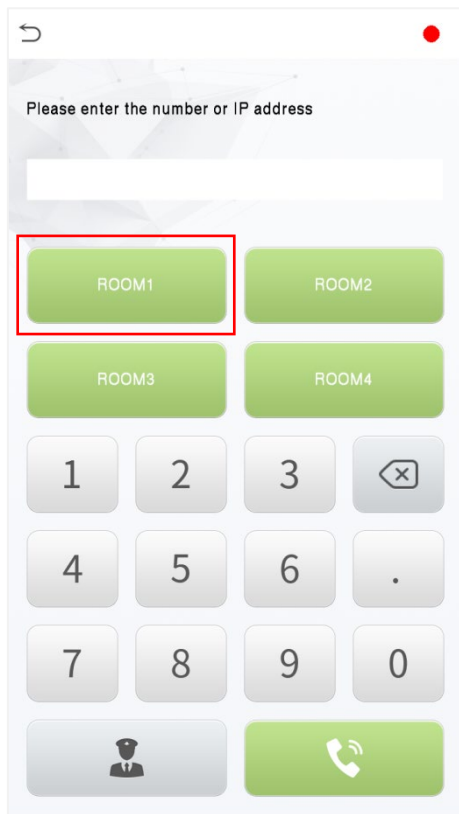 Please enter the number or IP address
ROOM1 ROOM2
ROOM3 ROOM4
1 2 3
4 5 6 .
7 8 9 0